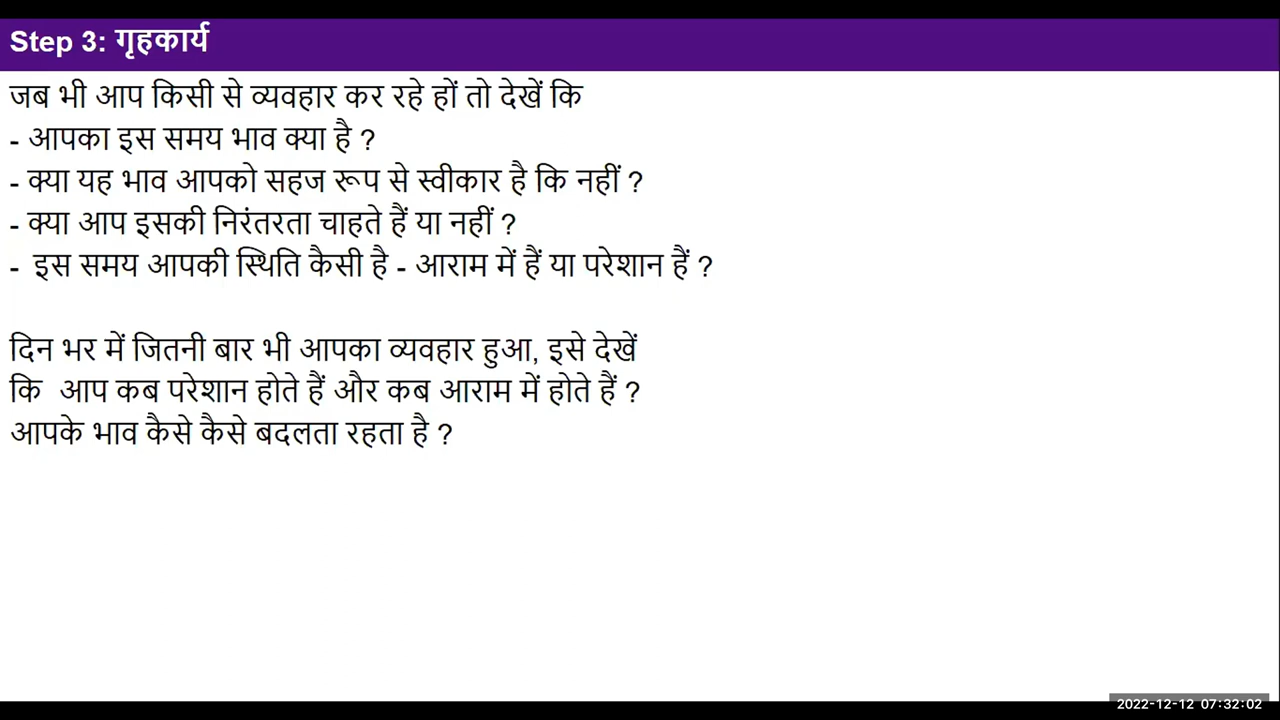 Step 3: गृहकार्य
जब भी आप किसी से व्यवहार कर रहे हों तो देखें कि
- आपका इस समय भाव क्या है ?
- क्या यह भाव आपको सहज रूप से स्वीकार है कि नहीं ?
- क्या आप इसकी निरंतरता चाहते हैं या नहीं ?
- इस समय आपकी स्थिति कैसी है - आराम में हैं या परेशान हैं ?
दिन भर में जितनी बार भी आपका व्यवहार हुआ, इसे देखें
कि आप कब परेशान होते हैं और कब आराम में होते हैं ?
आपके भाव कैसे कैसे बदलता रहता है ?
2022-12-12 07:32:02